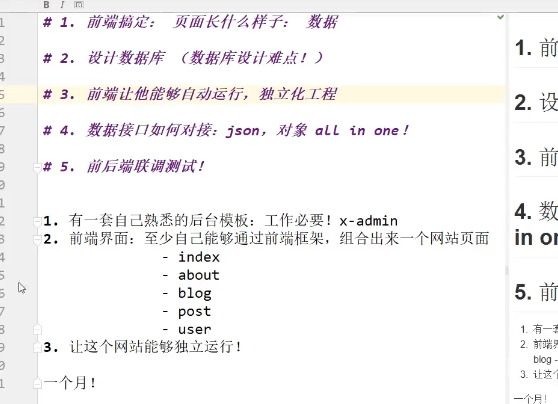 B I
# 1. 前端搞定： 页面长什么样子： 数据
# 2. 设计数据库 （数据库设计难点！）
# 3. 前端让他能够自动运行，独立化工程
# 4. 数据接口如何对接：json，对象 all in one！
# 5. 前后端联调测试！
1. 有一套自己熟悉的后台模板：工作必要！x-admin
2. 前端界面：至少自己能够通过前端框架，组合出来一个网站页面
- index
- about
- blog
- post
- user
3. 让这个网站能够独立运行！
一个月！
1. 前
2. 设
3. 前
4. 数
in on
5. 前
1. 有一套
2. 前端界
blog -
3. 让这个
一个月！